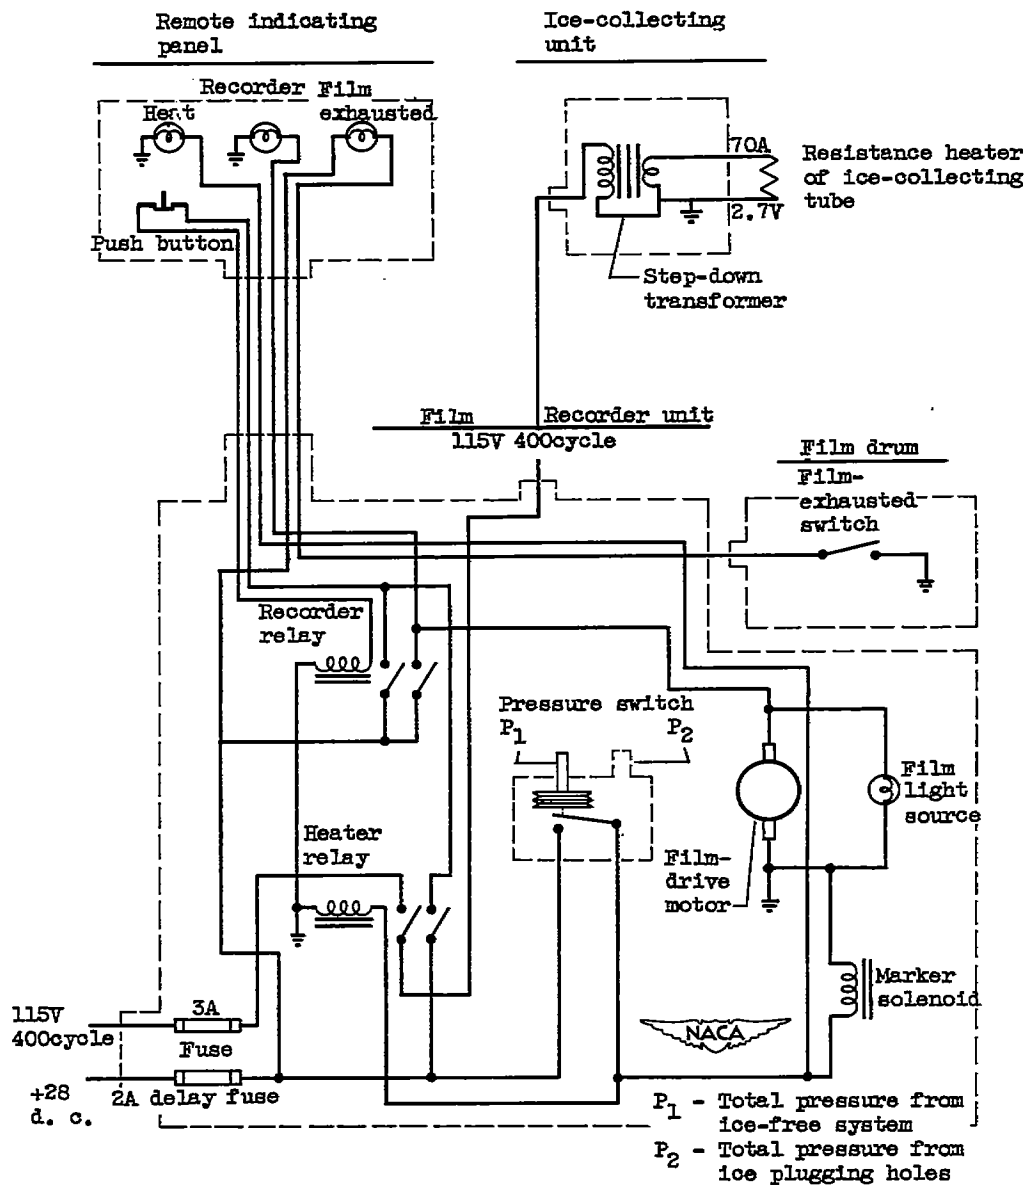 Remote indicating
panel
Ice-collecting
unit
Recorder
Film
exhausted
Heat
Push button
70A
2.7V
Resistance heater
of ice-collecting
tube
Step-down
transformer
Film Recorder unit
115V 400cycle
Film drum
Film-
exhausted
switch
Recorder
relay
Pressure switch
P1
P2
Film
light
source
Heater
relay
Film-
drive
motor
Marker
solenoid
115V
400cycle
3A
Fuse
NACA
+28
d. c.
2A delay fuse
P1 - Total pressure from
ice-free system
P2 - Total pressure from
ice plugging holes